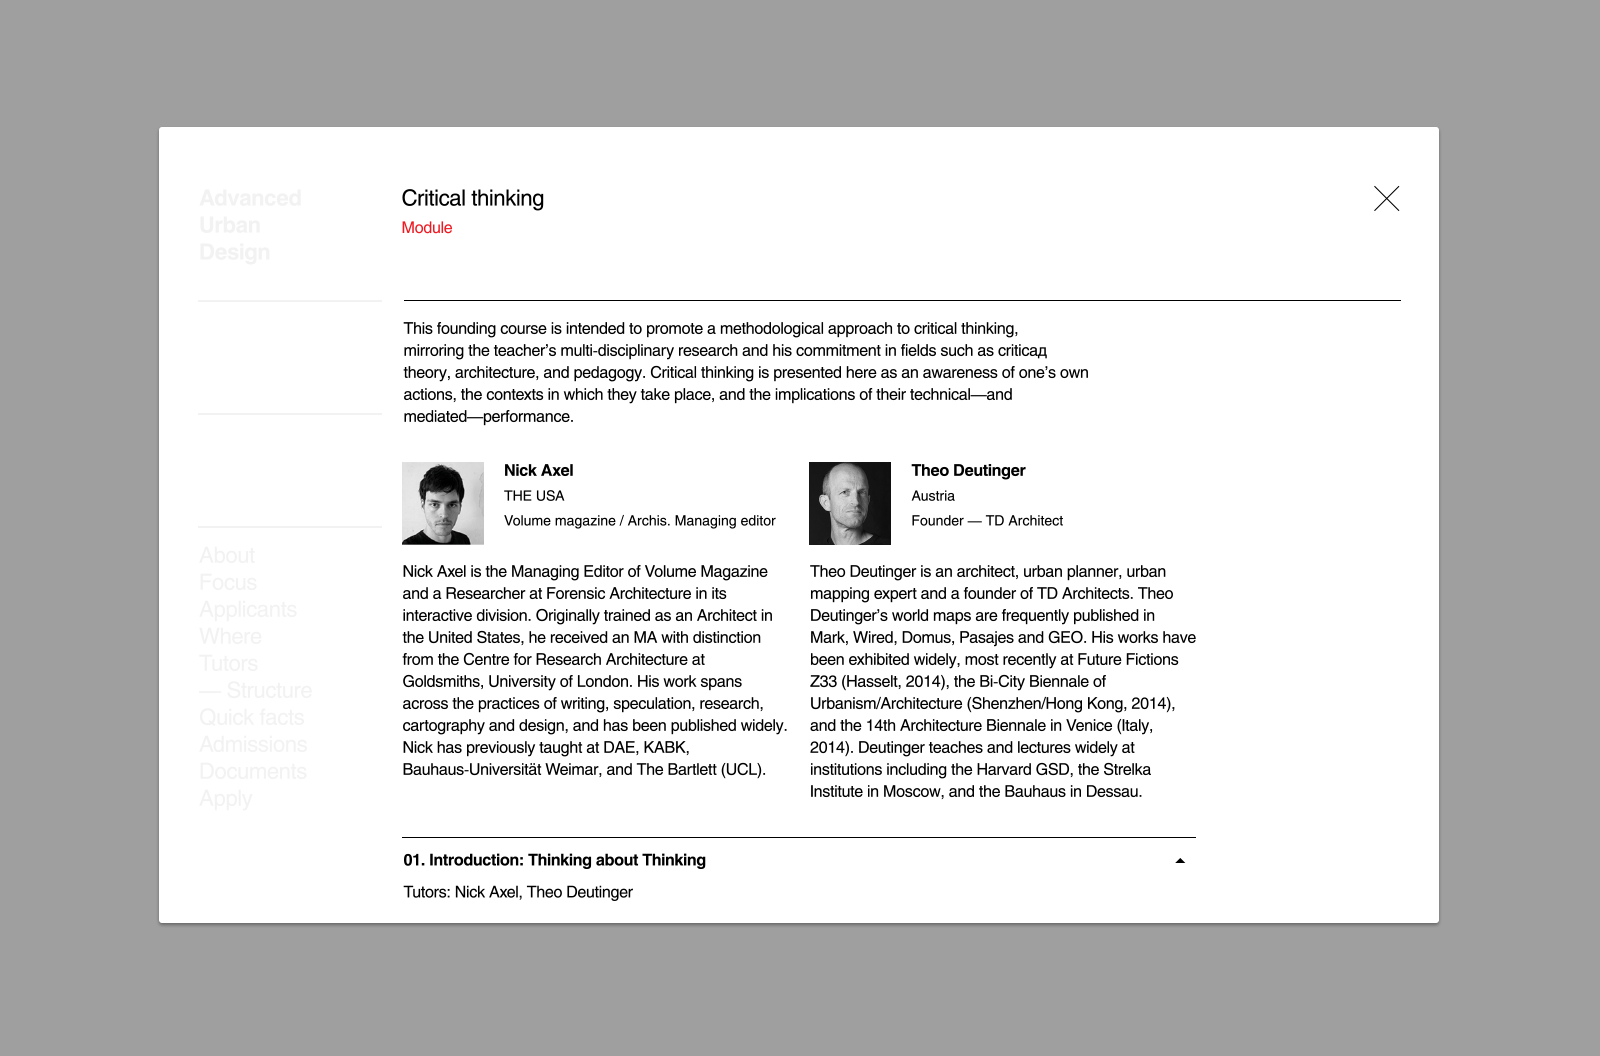 Advanced
Urban
Design
Critical thinking
Module
This founding course is intended to promote a methodological approach to critical thinking,
mirroring the teacher’s multi-disciplinary research and his commitment in fields such as criticaд
theory, architecture, and pedagogy. Critical thinking is presented here as an awareness of one’s own
actions, the contexts in which they take place, and the implications of their technical—and
mediated—performance.
About
Focus
Applicants
Where
Tutors
— Structure
Quick facts
Admissions
Documents
Apply
Nick Axel
THE USA
Volume magazine / Archis. Managing editor
Nick Axel is the Managing Editor of Volume Magazine
and a Researcher at Forensic Architecture in its
interactive division. Originally trained as an Architect in
the United States, he received an MA with distinction
from the Centre for Research Architecture at
Goldsmiths, University of London. His work spans
across the practices of writing, speculation, research,
cartography and design, and has been published widely.
Nick has previously taught at DAE, KABK,
Bauhaus-Universität Weimar, and The Bartlett (UCL).
Theo Deutinger
Austria
Founder — TD Architect
Theo Deutinger is an architect, urban planner, urban
mapping expert and a founder of TD Architects. Theo
Deutinger’s world maps are frequently published in
Mark, Wired, Domus, Pasajes and GEO. His works have
been exhibited widely, most recently at Future Fictions
Z33 (Hasselt, 2014), the Bi-City Biennale of
Urbanism/Architecture (Shenzhen/Hong Kong, 2014),
and the 14th Architecture Biennale in Venice (Italy,
2014). Deutinger teaches and lectures widely at
institutions including the Harvard GSD, the Strelka
Institute in Moscow, and the Bauhaus in Dessau.
01. Introduction: Thinking about Thinking
Tutors: Nick Axel, Theo Deutinger